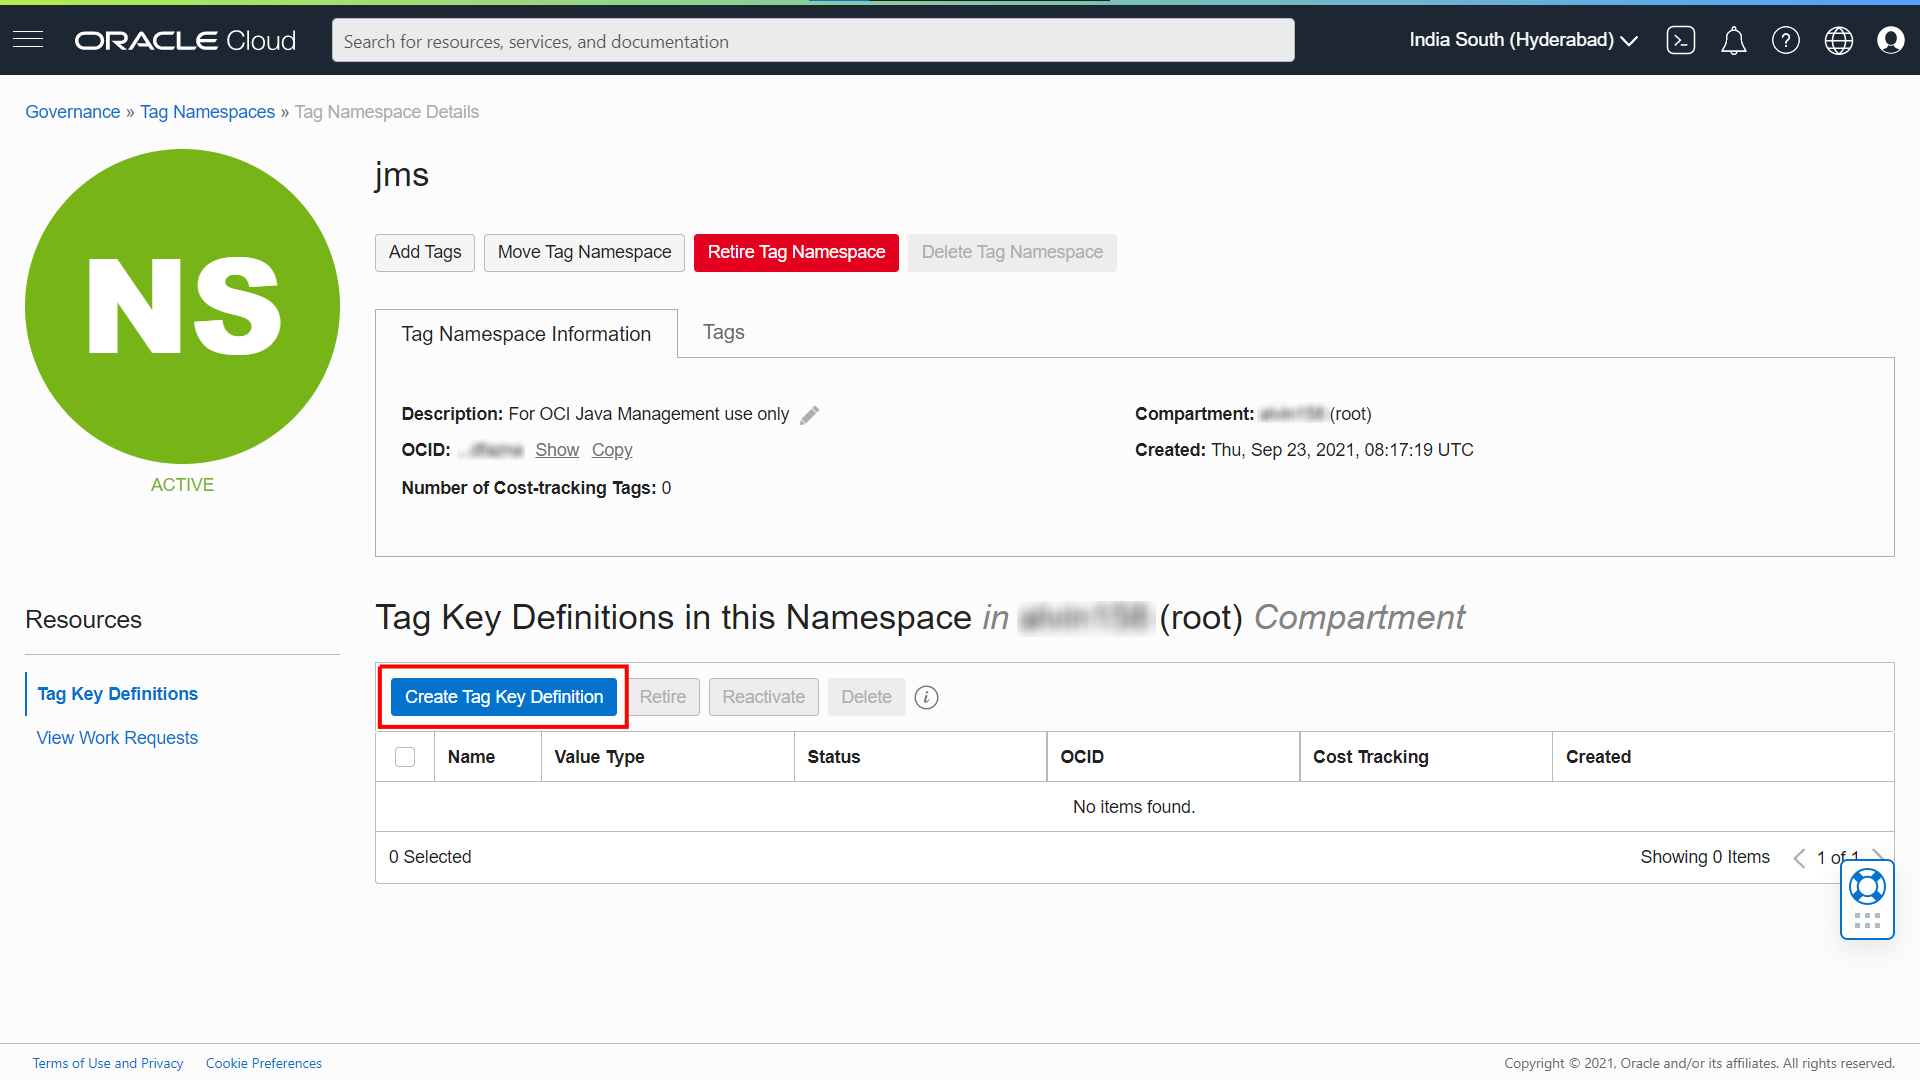 ORACLE Cloud
Search for resources, services, and documentation
India South (Hyderabad)
Governance » Tag Namespaces » Tag Namespace Details
NS
ACTIVE
jms
Add Tags
Move Tag Namespace
Retire Tag Namespace
Delete Tag Namespace
Tag Namespace Information
Tags
Description: For OCI Java Management use only
OCID: Show Copy
Number of Cost-tracking Tags: 0
Compartment: (root)
Created: Thu, Sep 23, 2021, 08:17:19 UTC
Resources
Tag Key Definitions
View Work Requests
Tag Key Definitions in this Namespace in (root) Compartment
Create Tag Key Definition
Retire
Reactivate
Delete
Name
Value Type
Status
OCID
Cost Tracking
Created
No items found.
0 Selected
Showing 0 Items
1 of 1
Terms of Use and Privacy
Cookie Preferences
Copyright © 2021, Oracle and/or its affiliates. All rights reserved.